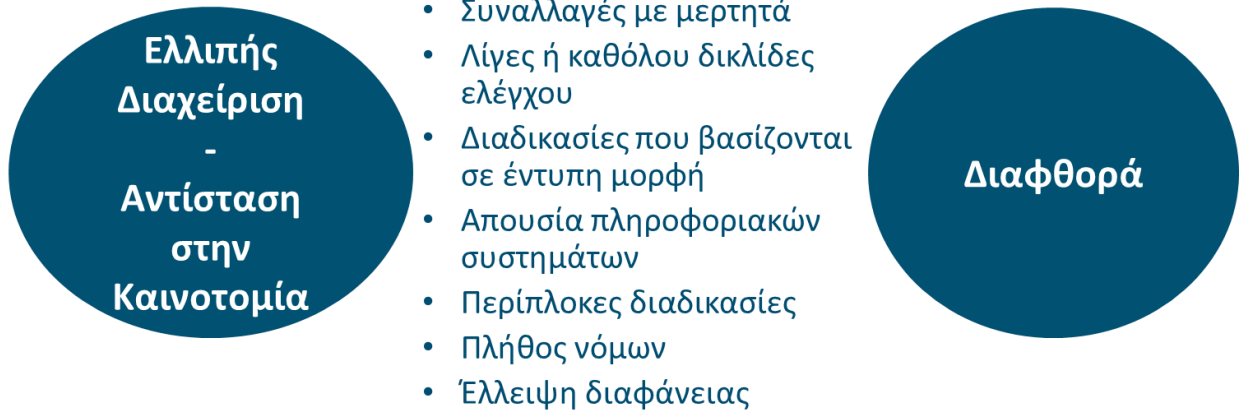 Ελλιπής
Διαχείριση
-
Αντίσταση
στην
Καινοτομία
• Συναλλαγές με μερτητά
• Λίγες ή καθόλου δικλίδες
ελέγχου
• Διαδικασίες που βασίζονται
σε έντυπη μορφή
• Απουσία πληροφοριακών
συστημάτων
• Περίπλοκες διαδικασίες
• Πλήθος νόμων
• Έλλειψη διαφάνειας
Διαφθορά